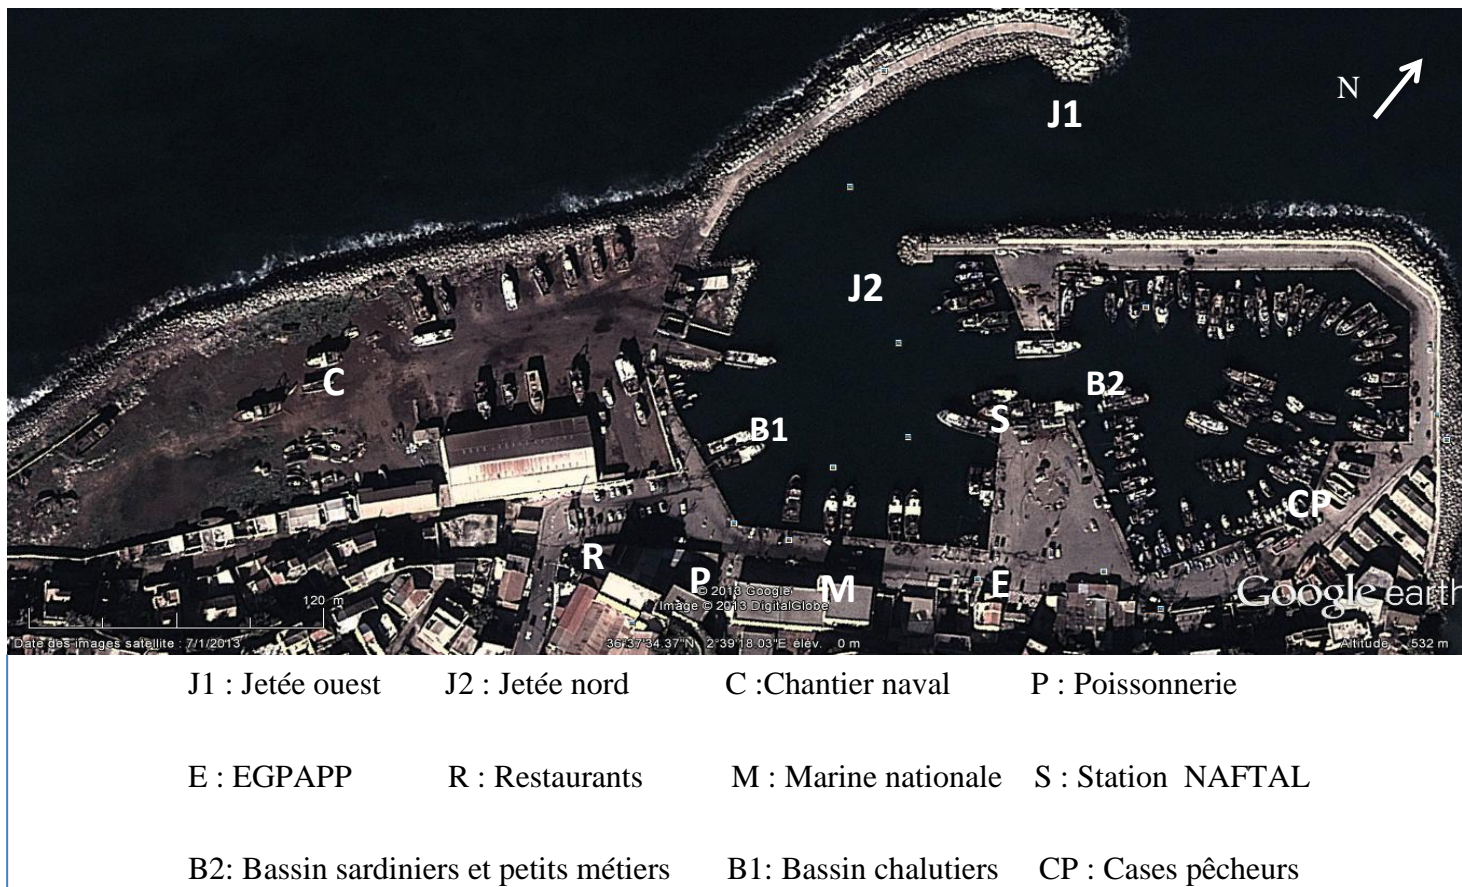 N
J1
J2
C
B1
B2
S
CP
R
P
M
E
© 2013 Google
Image © 2013 DigitalGlobe
Google earth
120 m
Date des images satellite : 7/1/2013
36°37'34.37"N 2°39'18.03"E élév. 0 m
Altitude 532 m
J1 : Jetée ouest J2 : Jetée nord C :Chantier naval P : Poissonnerie
E : EGPAPP R : Restaurants M : Marine nationale S : Station NAFTAL
B2: Bassin sardiniers et petits métiers B1: Bassin chalutiers CP : Cases pêcheurs